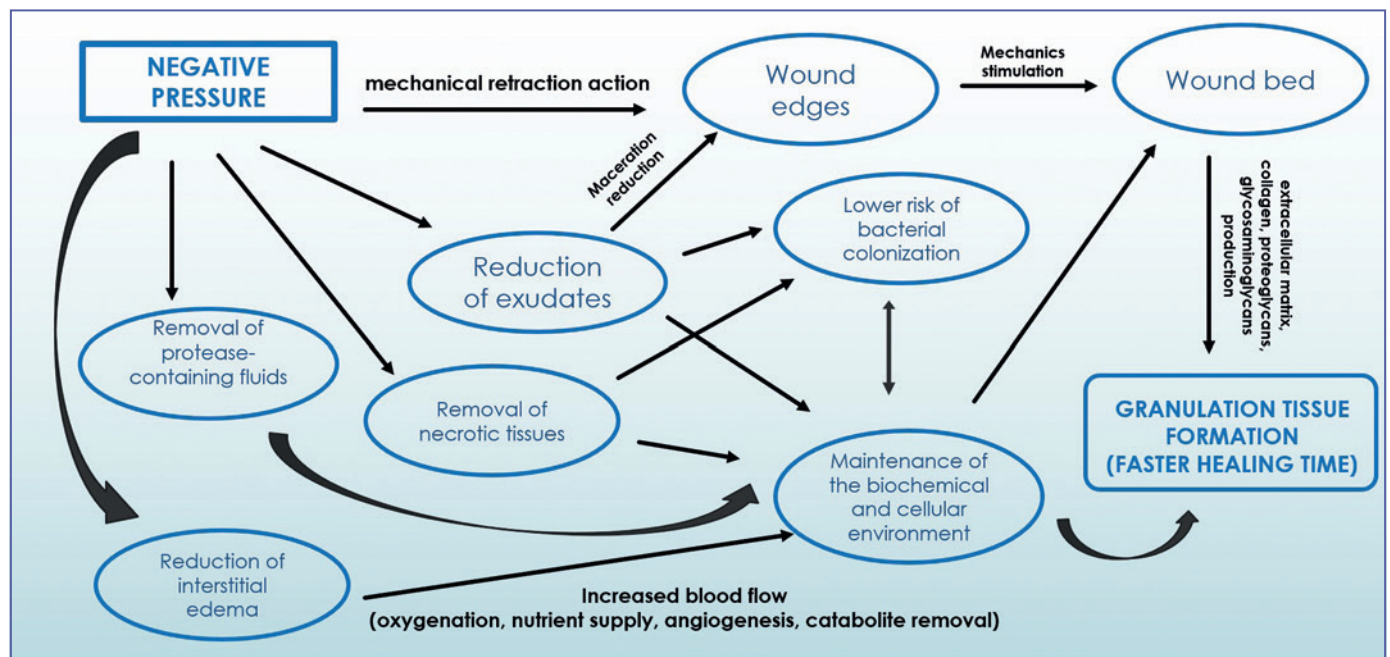 NEGATIVE
PRESSURE
mechanical retraction action
Wound
edges
Mechanics
stimulation
Wound bed
Maceration
reduction
Lower risk of
bacterial
colonization
extracellular matrix,
collagen, proteoglycans,
glycosaminoglycans
production
Reduction
of exudates
Removal of
protease-
containing fluids
Removal of
necrotic tissues
GRANULATION TISSUE
FORMATION
(FASTER HEALING TIME)
Maintenance of
the biochemical
and cellular
environment
Reduction of
interstitial
edema
Increased blood flow
(oxygenation, nutrient supply, angiogenesis, catabolite removal)